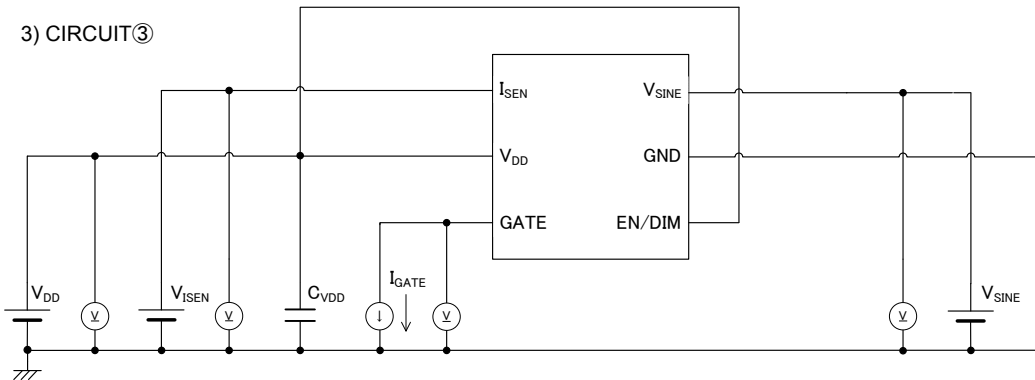 3) CIRCUIT③
I_SEN
V_SINE
V_DD
GND
GATE
EN/DIM
I_GATE
V_DD
V_ISEN
C_VDD
V_SINE
V
V
↓
V
V